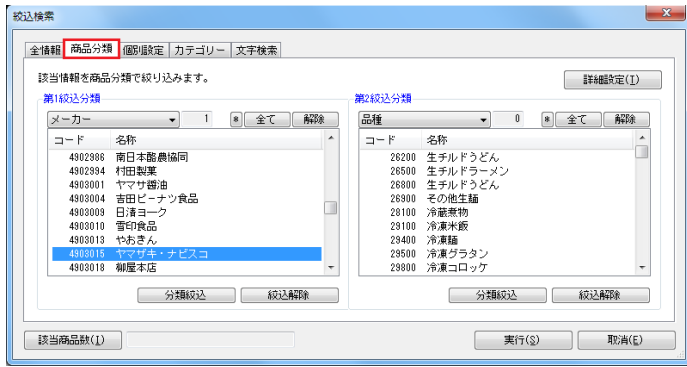 絞込検索
全情報 商品分類 個別設定 カテゴリー 文字検索
該当情報を商品分類で絞り込みます。
詳細設定(I)
第1絞込分類
メーカー 1 * 全て 解除
コード 名称
4902986 南日本酪農協同
4902994 村田製菓
4903001 ヤマサ醤油
4903004 吉田ピーナツ食品
4903009 日清ヨーク
4903010 雪印食品
4903013 やおきん
4903015 ヤマザキ・ナビスコ
4903018 柳屋本店
分類絞込 絞込解除
第2絞込分類
品種 0 * 全て 解除
コード 名称
26200 生チルドうどん
26500 生チルドラーメン
26800 生チルドうどん
26900 その他生麺
28100 冷蔵煮物
29100 冷凍米飯
29400 冷凍麺
29500 冷凍グラタン
29800 冷凍コロッケ
分類絞込 絞込解除
該当商品数(I)
実行(S) 取消(E)